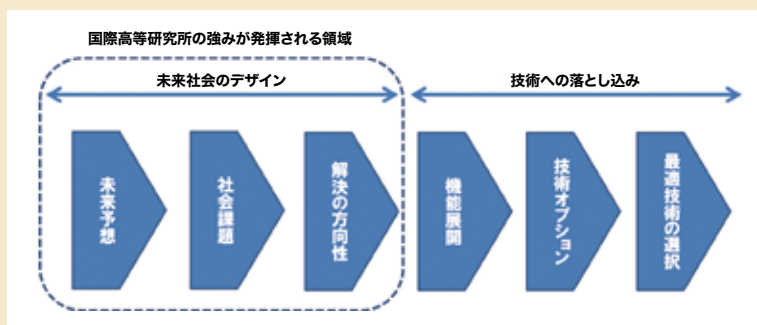 国際高等研究所の強みが発揮される領域
未来社会のデザイン
技術への落とし込み
未来予想
社会課題
解決の方向性
機能展開
技術オプション
最適技術の選択